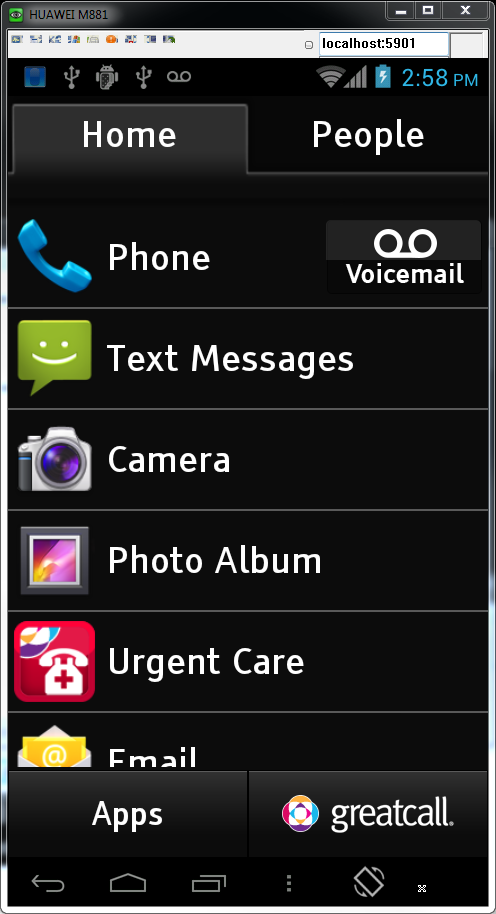 HUAWEI M881
localhost:5901
2:58 PM
Home People
Phone
Voicemail
Text Messages
Camera
Photo Album
Urgent Care
@
Email
Apps greatcall®